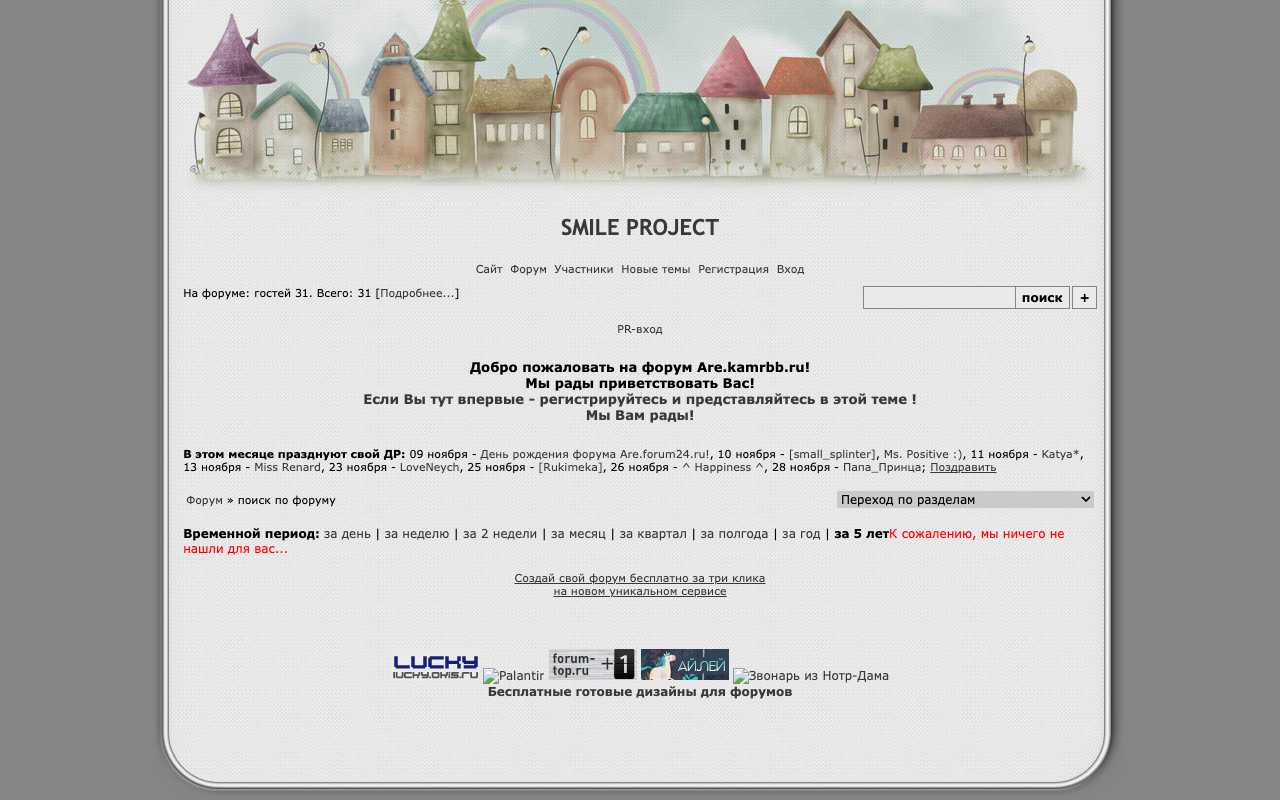 SMILE PROJECT
Сайт Форум Участники Новые темы Регистрация Вход
На форуме: гостей 31. Всего: 31 [Подробнее...]
поиск +
PR-вход
Добро пожаловать на форум Are.kamrbb.ru!
Мы рады приветствовать Вас!
Если Вы тут впервые - регистрируйтесь и представляйтесь в этой теме !
Мы Вам рады!
В этом месяце празднуют свой ДР: 09 ноября - День рождения форума Are.forum24.ru!, 10 ноября - [small_splinter], Ms. Positive :), 11 ноября - Katya*,
13 ноября - Miss Renard, 23 ноября - LoveNeych, 25 ноября - [Rukimeka], 26 ноября - ^ Happiness ^, 28 ноября - Папа_Принца; Поздравить
Форум » поиск по форуму
Переход по разделам
Временной период: за день | за неделю | за 2 недели | за месяц | за квартал | за полгода | за год | за 5 летК сожалению, мы ничего не
нашли для вас...
Создай свой форум бесплатно за три клика
на новом уникальном сервисе
LUCKY
lucky.okis.ru
Palantir
forum-
top.ru +1
АЙЛЕЙ
Звонарь из Нотр-Дама
Бесплатные готовые дизайны для форумов